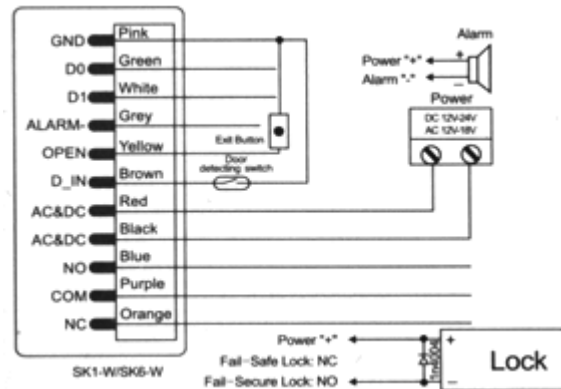 GND Pink
D0 Green
D1 White
ALARM- Grey
OPEN Yellow
D_IN Brown
AC&DC Red
AC&DC Black
NO Blue
COM Purple
NC Orange
SK1-W/SK6-W
Exit Button
Door
detecting switch
Alarm
Power "+" +
Alarm "-" −
Power
DC 12V-24V
AC 12V-18V
Power "+"
Fail-Safe Lock: NC
Fail-Secure Lock: NO
1n4004
+
Lock
−